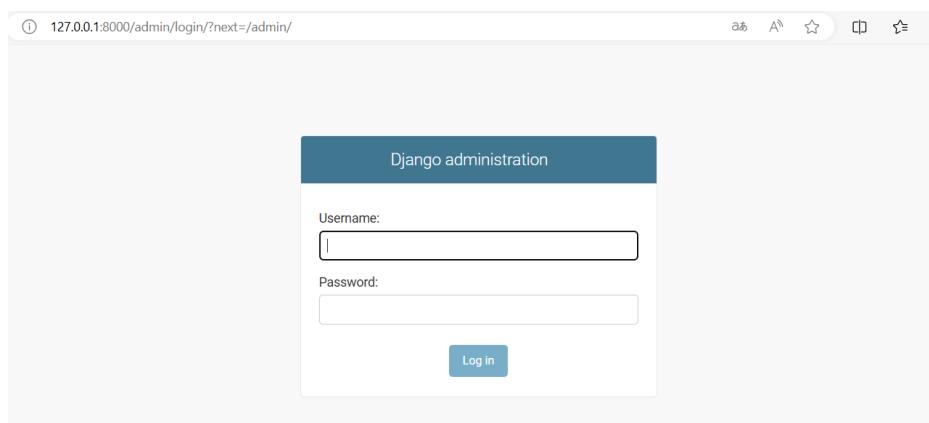 127.0.0.1:8000/admin/login/?next=/admin/
Django administration
Username:
Password:
Log in